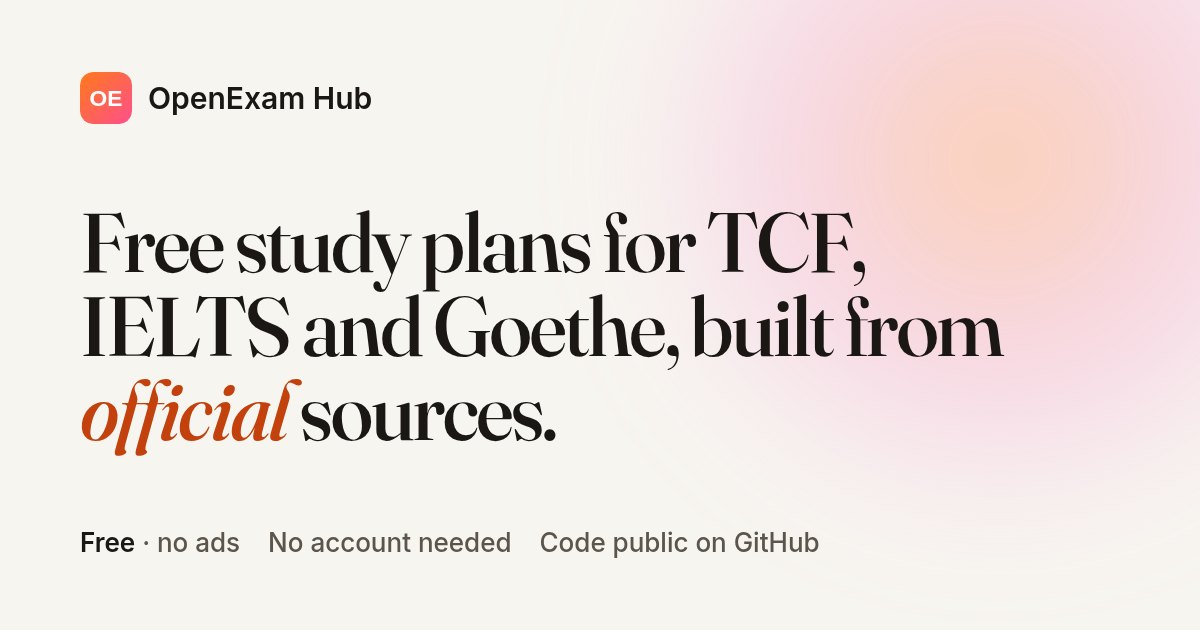 OE OpenExam Hub
Free study plans for TCF,
IELTS and Goethe, built from
official sources.
Free · no ads No account needed Code public on GitHub